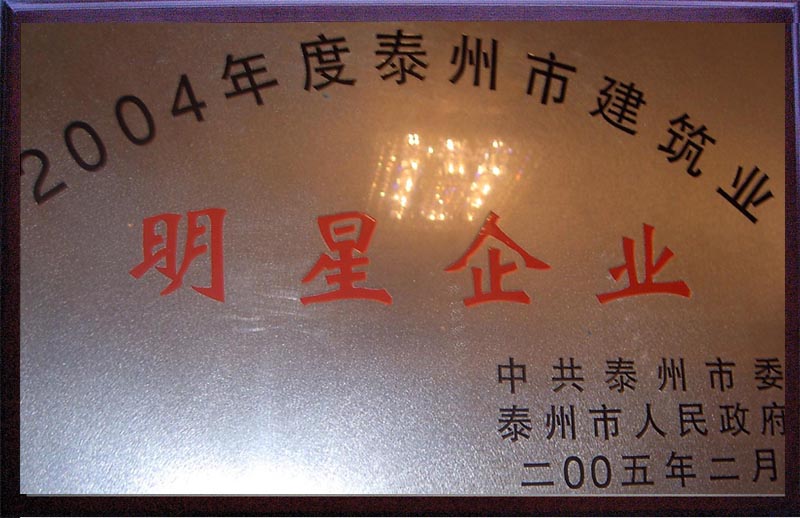 2004年度泰州市建筑业
明星企业
中共泰州市委
泰州市人民政府
二00五年二月